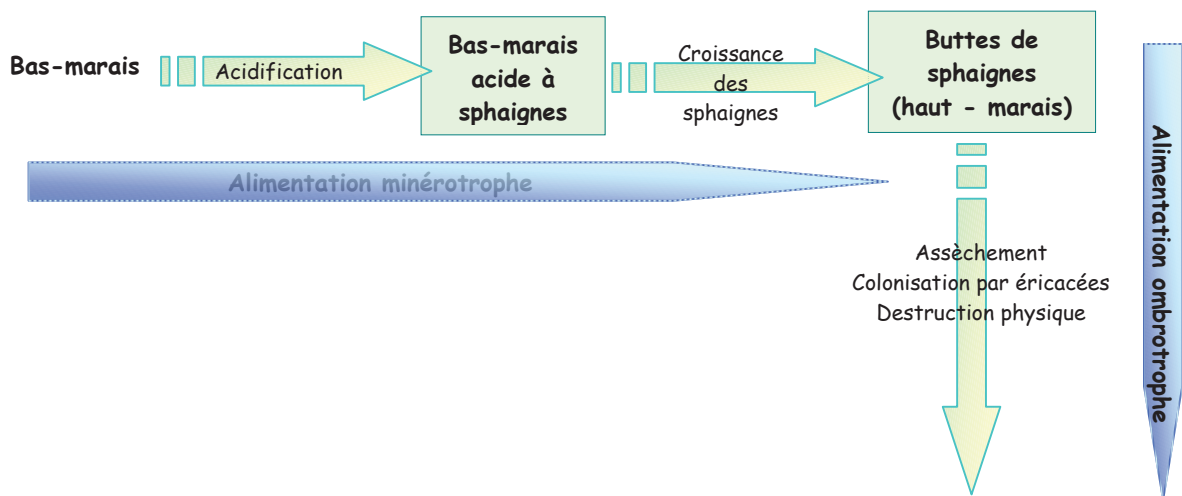 Bas-marais
Acidification
Bas-marais
acide à
sphaignes
Croissance
des
sphaignes
Buttes de
sphaignes
(haut - marais)
Alimentation minérotrophe
Assèchement
Colonisation par éricacées
Destruction physique
Alimentation ombrotrophe